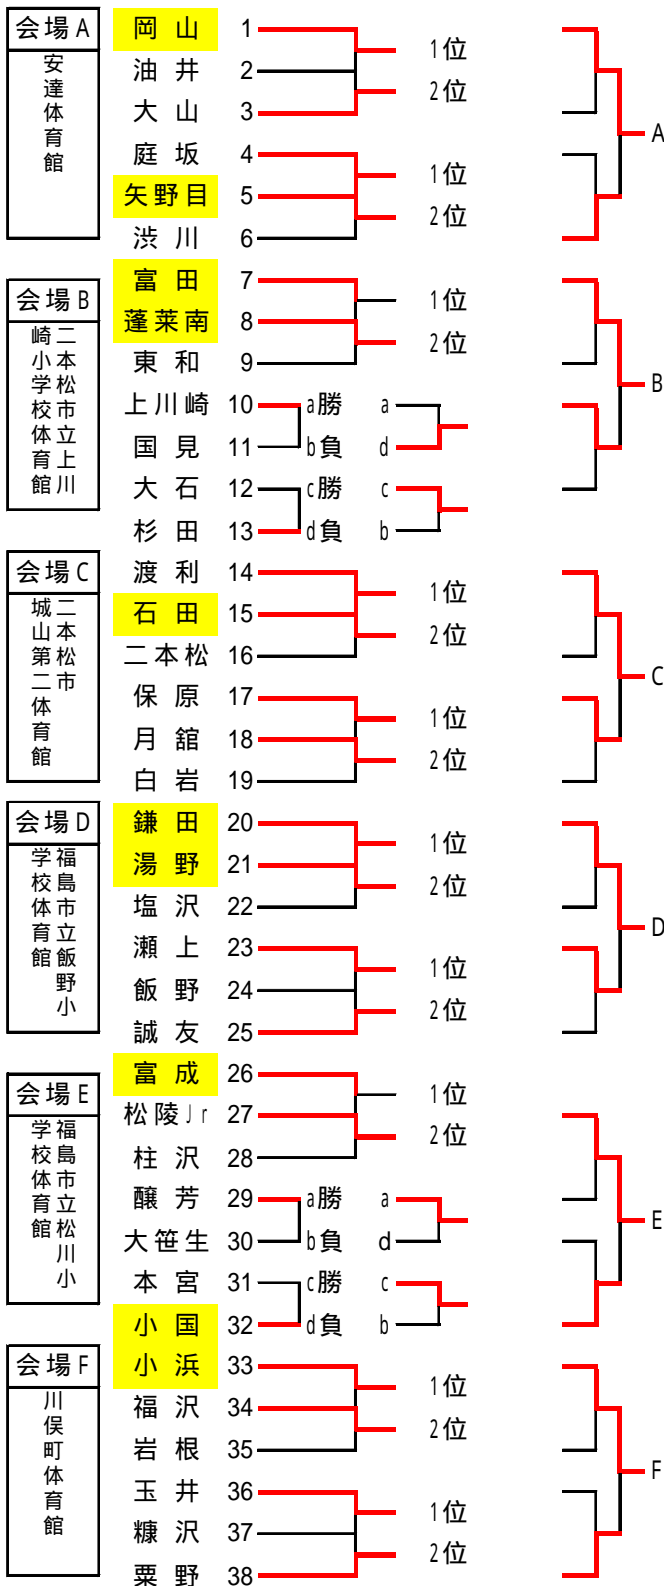 会場A
安達体育館
岡山 1
油井 2
大山 3
庭坂 4
矢野目 5
渋川 6
1位
2位
1位
2位
A
会場B
二本松市立上川
崎小学校体育館
富田 7
蓬莱南 8
東和 9
上川崎 10 a勝 a
国見 11 b負 d
大石 12 c勝 c
杉田 13 d負 b
1位
2位
B
会場C
二本松市
城山第二体育館
渡利 14
石田 15
二本松 16
保原 17
月舘 18
白岩 19
1位
2位
1位
2位
C
会場D
福島市立飯野小
学校体育館
鎌田 20
湯野 21
塩沢 22
瀬上 23
飯野 24
誠友 25
1位
2位
1位
2位
D
会場E
福島市立松川小
学校体育館
富成 26
松陵Jr 27
柱沢 28
醸芳 29 a勝 a
大笹生 30 b負 d
本宮 31 c勝 c
小国 32 d負 b
1位
2位
E
会場F
川俣町体育館
小浜 33
福沢 34
岩根 35
玉井 36
糠沢 37
粟野 38
1位
2位
1位
2位
F